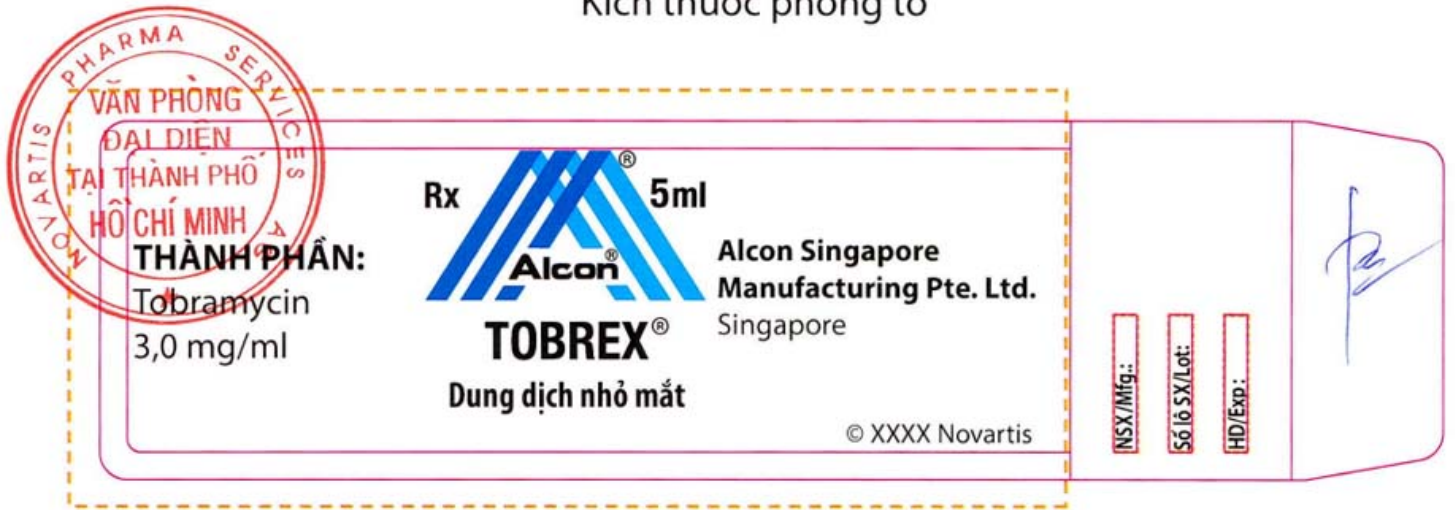 Kích thước phóng to
NOVARTIS PHARMA SERVICES AG
VĂN PHÒNG
ĐẠI DIỆN
TẠI THÀNH PHỐ
HỒ CHÍ MINH
THÀNH PHẦN:
Tobramycin
3,0 mg/ml
Rx
®
5ml
Alcon®
TOBREX®
Dung dịch nhỏ mắt
Alcon Singapore
Manufacturing Pte. Ltd.
Singapore
© XXXX Novartis
NSX/Mfg.:
Số lô SX/Lot:
HD/Exp: